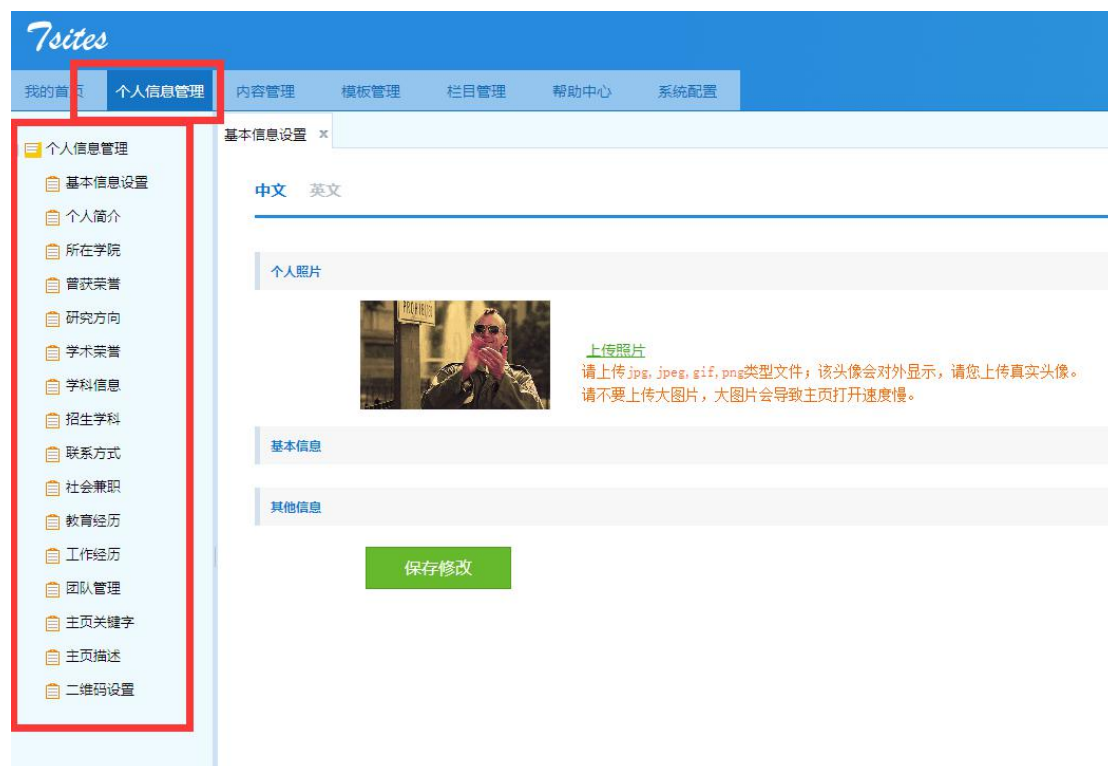 Tsites
我的首页 个人信息管理 内容管理 模板管理 栏目管理 帮助中心 系统配置
个人信息管理
基本信息设置
个人简介
所在学院
曾获荣誉
研究方向
学术荣誉
学科信息
招生学科
联系方式
社会兼职
教育经历
工作经历
团队管理
主页关键字
主页描述
二维码设置
基本信息设置 ×
中文 英文
个人照片
上传照片
请上传jpg,jpeg,gif,png类型文件；该头像会对外显示，请您上传真实头像。
请不要上传大图片，大图片会导致主页打开速度慢。
基本信息
其他信息
保存修改